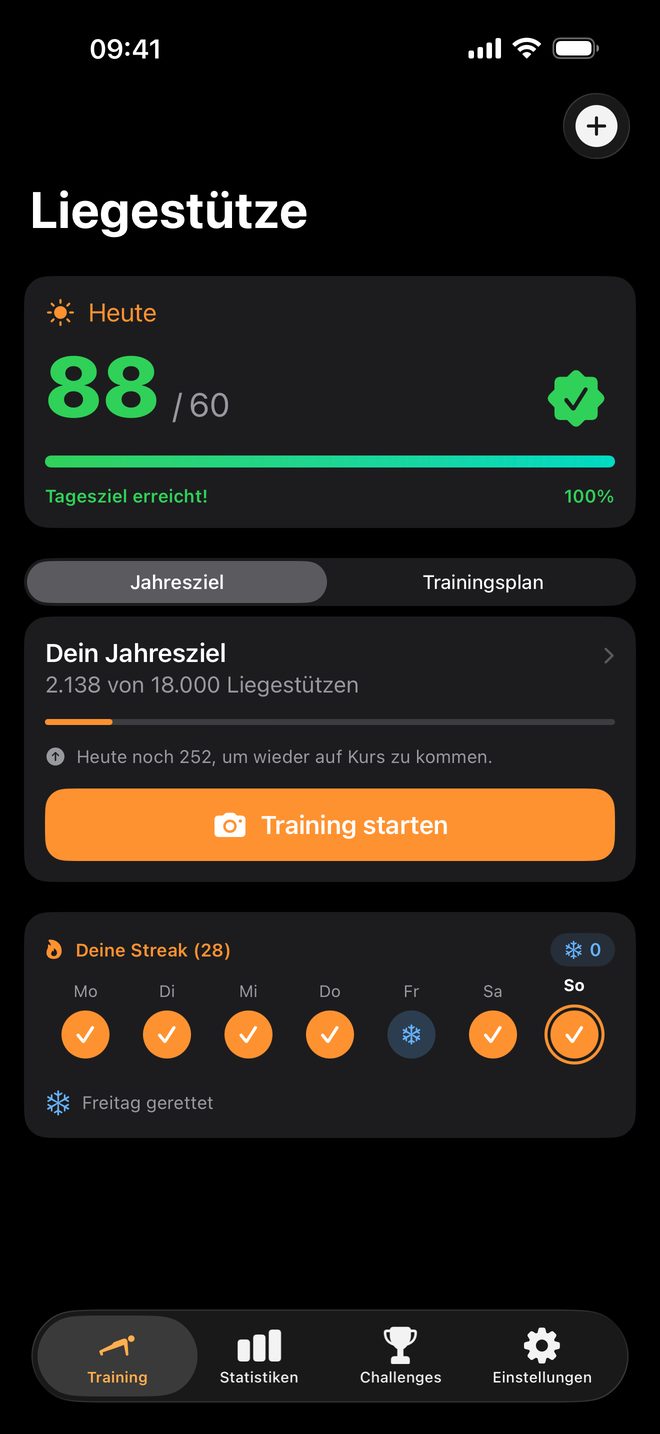 09:41
Liegestütze
Heute
88 / 60
Tagesziel erreicht! 100%
Jahresziel Trainingsplan
Dein Jahresziel
2.138 von 18.000 Liegestützen
Heute noch 252, um wieder auf Kurs zu kommen.
Training starten
Deine Streak (28) 0
Mo Di Mi Do Fr Sa So
Freitag gerettet
Training Statistiken Challenges Einstellungen